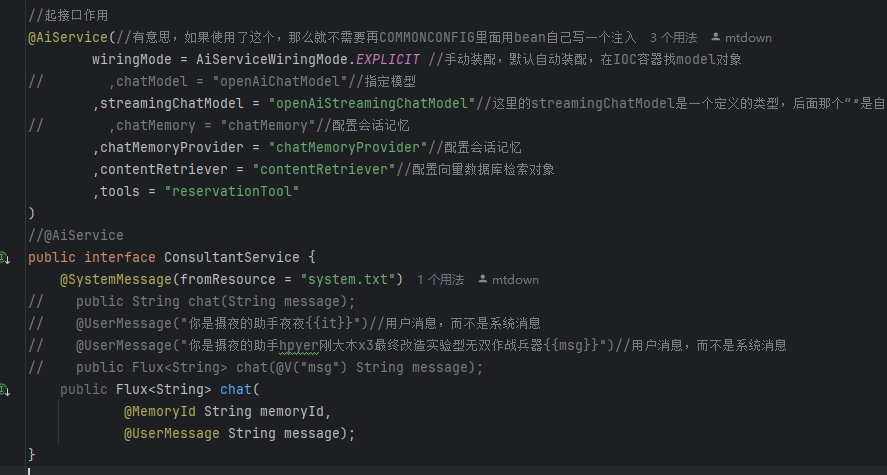 //起接口作用
@AiService(//有意思，如果使用了这个，那么就不需要再COMMONCONFIG里面用bean自己写一个注入 3 个用法 mtdown
wiringMode = AiServiceWiringMode.EXPLICIT //手动装配，默认自动装配，在IOC容器找model对象
// ,chatModel = "openAiChatModel"//指定模型
,streamingChatModel = "openAiStreamingChatModel"//这里的streamingChatModel是一个定义的类型，后面那个“”是自
// ,chatMemory = "chatMemory"//配置会话记忆
,chatMemoryProvider = "chatMemoryProvider"//配置会话记忆
,contentRetriever = "contentRetriever"//配置向量数据库检索对象
,tools = "reservationTool"
)
//@AiService
public interface ConsultantService {
@SystemMessage(fromResource = "system.txt") 1 个用法 mtdown
// public String chat(String message);
// @UserMessage("你是摄夜的助手夜夜{{it}}")//用户消息，而不是系统消息
// @UserMessage("你是摄夜的助手hpyer刚大木x3最终改造实验型无双作战兵器{{msg}}")//用户消息，而不是系统消息
// public Flux<String> chat(@V("msg") String message);
public Flux<String> chat(
@MemoryId String memoryId,
@UserMessage String message);
}